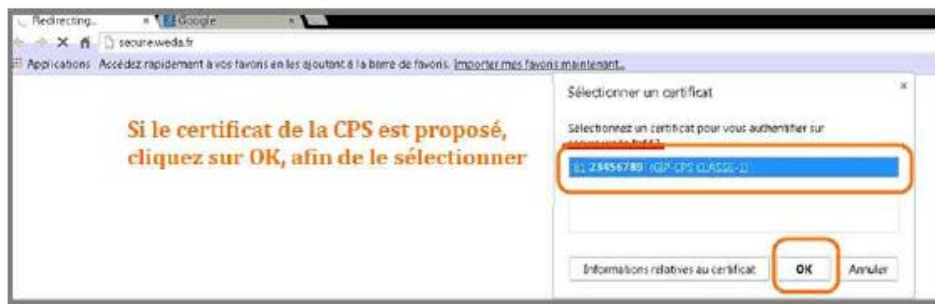 Redirecting...
Google
secure.weda.fr
Applications Accédez rapidement à vos favoris en les ajoutant à la barre de favoris. Importer mes favoris maintenant...
Sélectionner un certificat
Si le certificat de la CPS est proposé,
cliquez sur OK, afin de le sélectionner
Sélectionnez un certificat pour vous authentifier sur
23456789 (GIP-CPS CLASSE-1)
Informations relatives au certificat
OK
Annuler